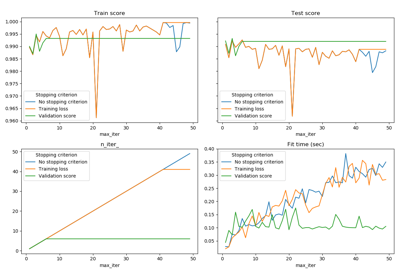 Train score
Test score
1.000
0.995
0.990
0.985
0.980
0.975
0.970
0.965
0.960
Stopping criterion
No stopping criterion
Training loss
Validation score
Stopping criterion
No stopping criterion
Training loss
Validation score
0 10 20 30 40 50
max_iter
0 10 20 30 40 50
max_iter
n_iter_
Fit time (sec)
50
40
30
20
10
0
Stopping criterion
No stopping criterion
Training loss
Validation score
0.40
0.35
0.30
0.25
0.20
0.15
0.10
0.05
Stopping criterion
No stopping criterion
Training loss
Validation score
0 10 20 30 40 50
max_iter
0 10 20 30 40 50
max_iter